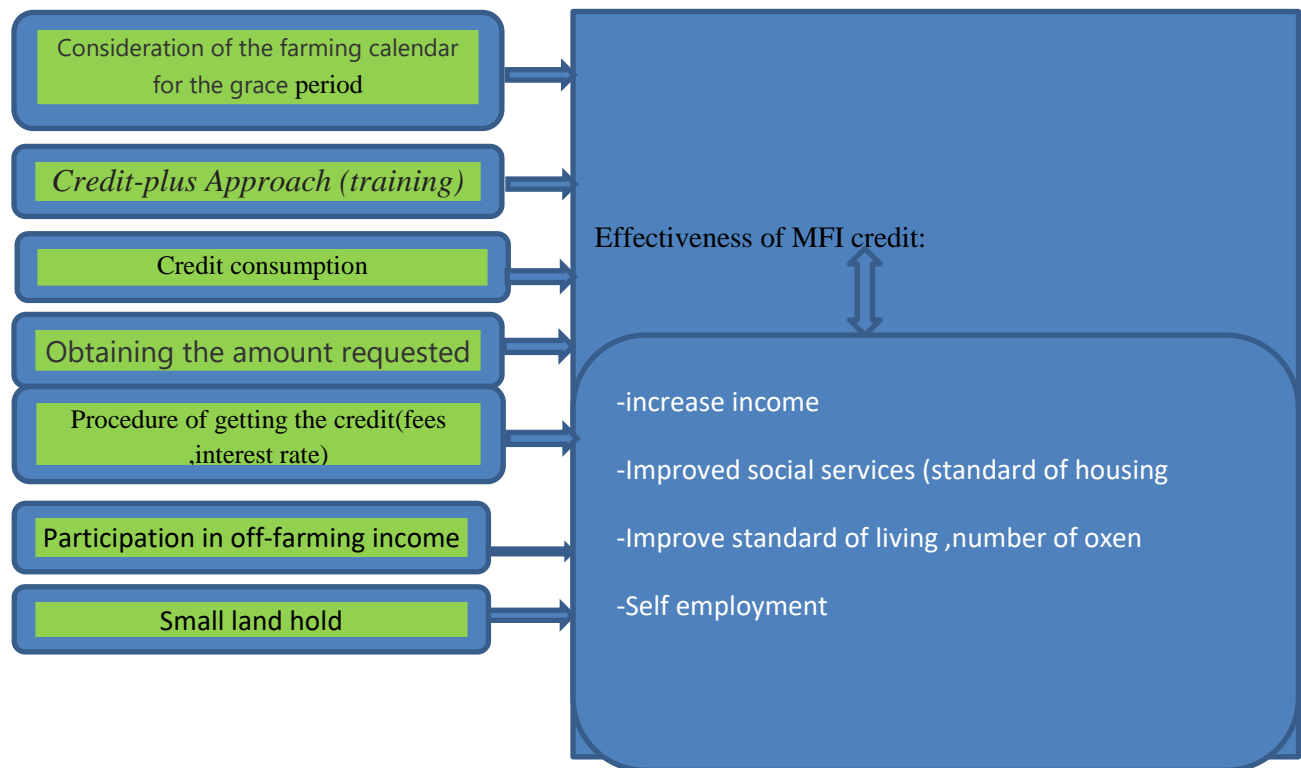 Consideration of the farming calendar
for the grace period
Credit-plus Approach (training)
Credit consumption
Obtaining the amount requested
Procedure of getting the credit(fees
,interest rate)
Participation in off-farming income
Small land hold
Effectiveness of MFI credit:
-increase income
-Improved social services (standard of housing
-Improve standard of living ,number of oxen
-Self employment